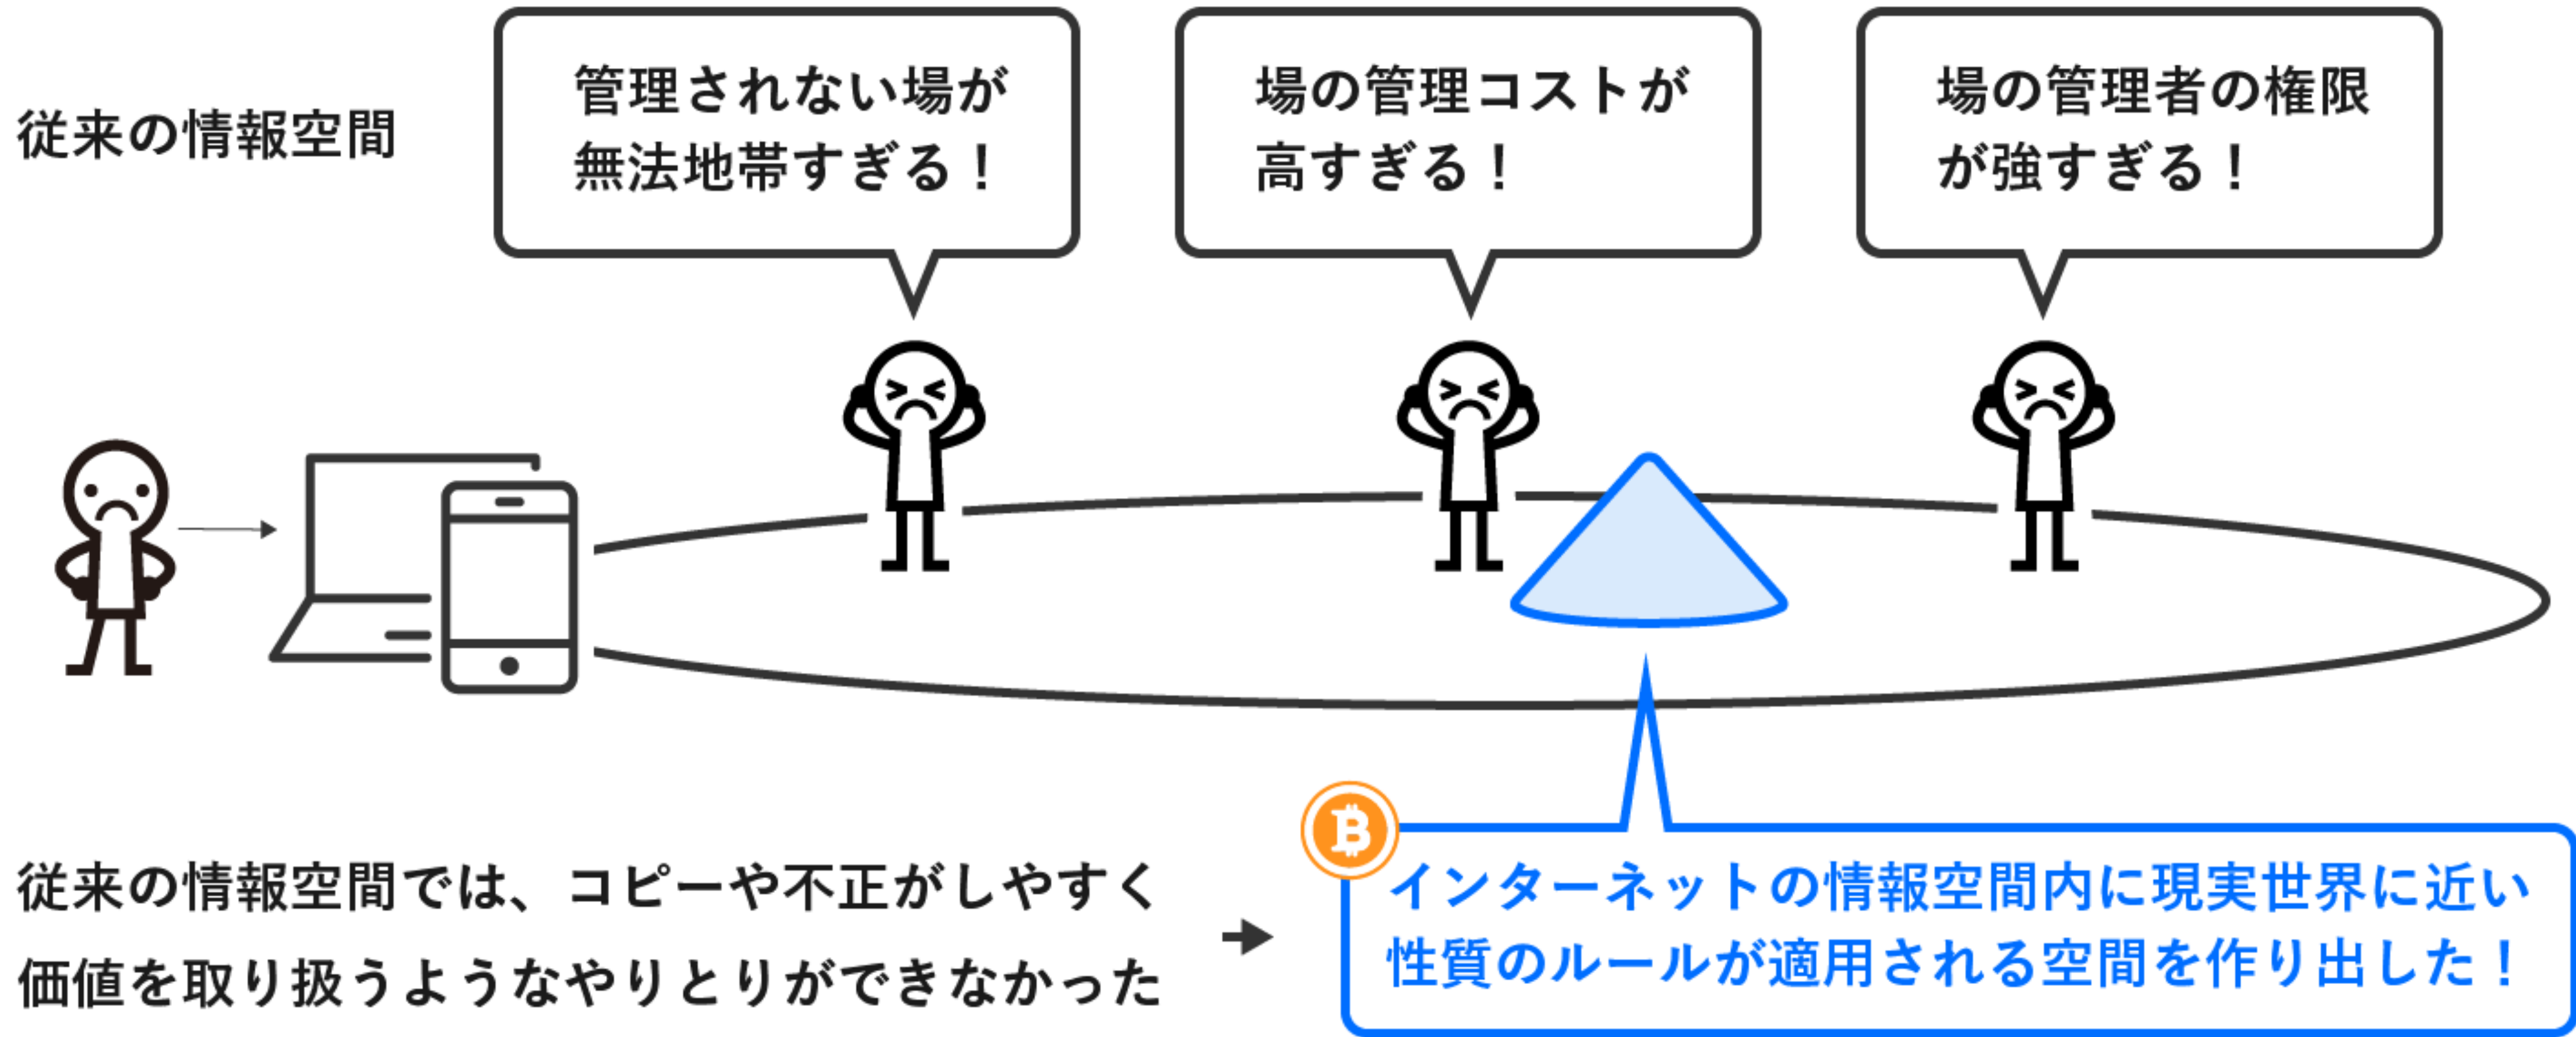 従来の情報空間
管理されない場が
無法地帯すぎる！
場の管理コストが
高すぎる！
場の管理者の権限
が強すぎる！
従来の情報空間では、コピーや不正がしやすく
価値を取り扱うようなやりとりができなかった
インターネットの情報空間内に現実世界に近い
性質のルールが適用される空間を作り出した！